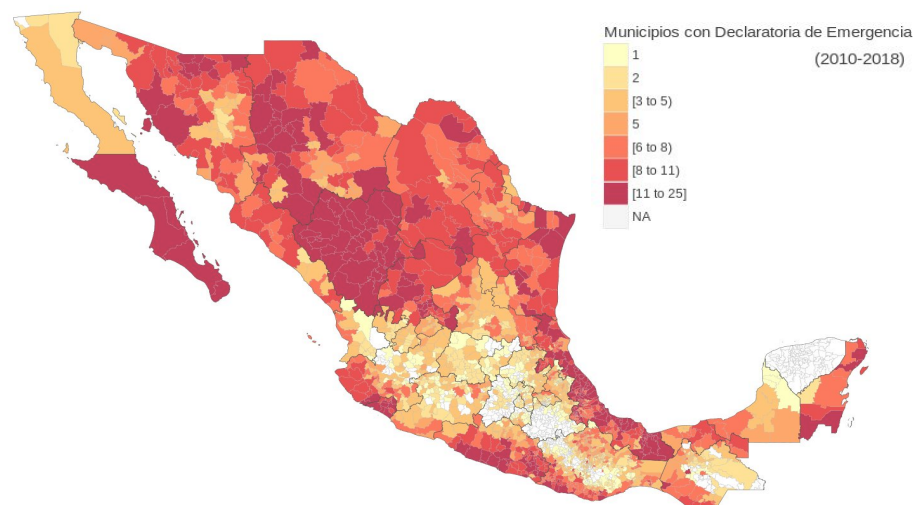 Municipios con Declaratoria de Emergencia
(2010-2018)
1
2
[3 to 5)
5
[6 to 8)
[8 to 11)
[11 to 25]
NA